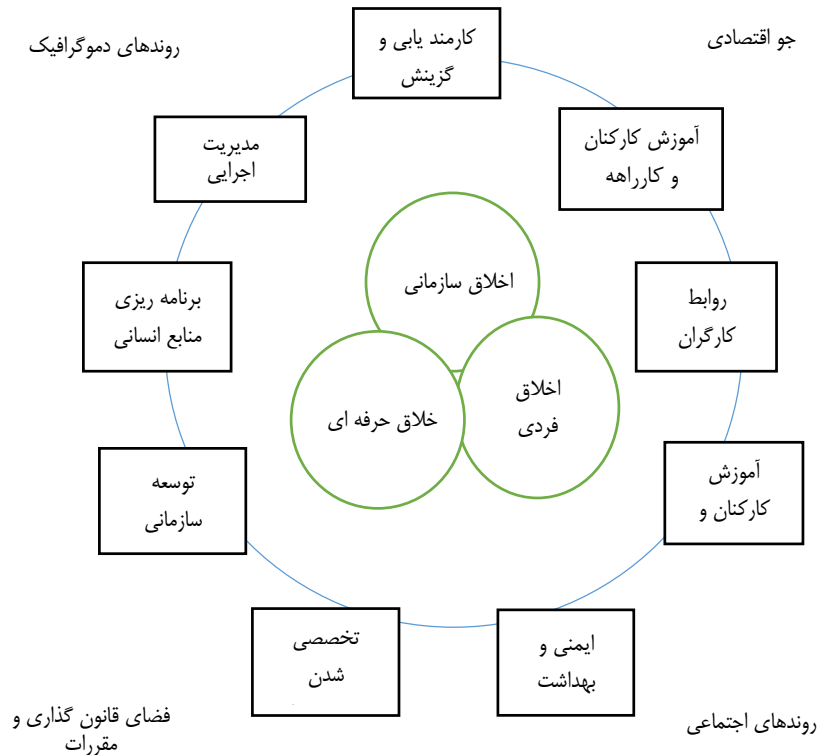 روندهای دموگرافیک
جو اقتصادی
کارمند یابی و
گزینش
آموزش کارکنان
و کارراهه
روابط
کارگران
آموزش
کارکنان و
ایمنی و
بهداشت
تخصصی
شدن
توسعه
سازمانی
برنامه ریزی
منابع انسانی
مدیریت
اجرایی
اخلاق سازمانی
اخلاق
فردی
خلاق حرفه ای
روندهای اجتماعی
فضای قانون گذاری و
مقررات